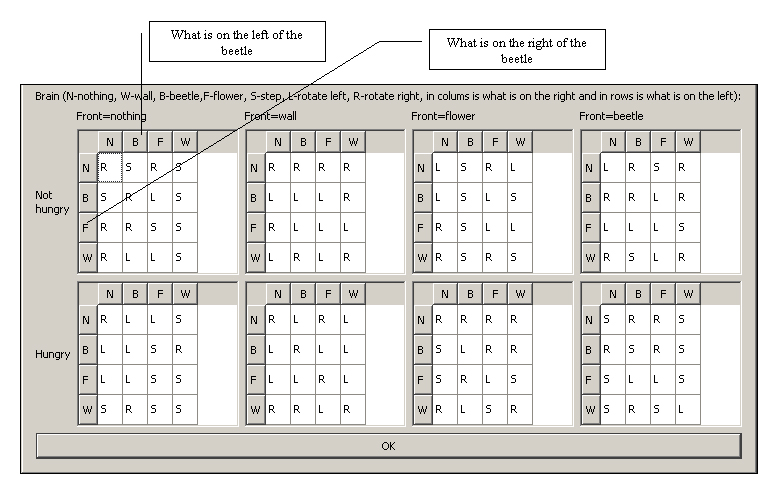 What is on the left of the
beetle
What is on the right of the
beetle
Brain (N-nothing, W-wall, B-beetle,F-flower, S-step, L-rotate left, R-rotate right, in colums is what is on the right and in rows is what is on the left):
Front=nothing Front=wall Front=flower Front=beetle
N B F W N B F W N B F W N B F W
N R S R S N R R R R N L S R L N L R S R
Not
hungry
B S R L S B L L L R B S L L S B R R L R
F R R S S F R L L L F R L L L F L L L L
W R L L S W R L R L W R S R S W R S L R
N B F W N B F W N B F W N B F W
N R L L S N R L R L N R R R R N S R R S
Hungry
B L L S R B L R L L B S L R R B R S R S
F L L S S F L L R L F S R L L F S L L S
W S R S S W R R L R W R L S R W S R S L
OK